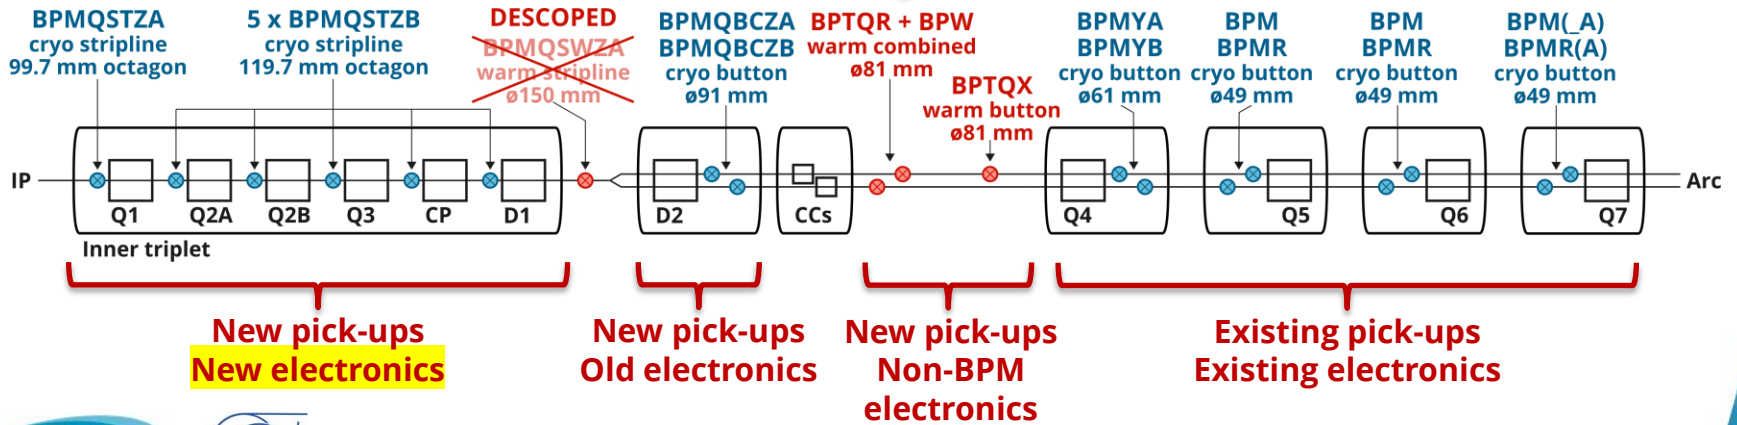 BPMQSTZA
cryo stripline
99.7 mm octagon
5 x BPMQSTZB
cryo stripline
119.7 mm octagon
DESCOPED
BPMQSWZA
warm stripline
ø150 mm
BPMQBCZA
BPMQBCZB
cryo button
ø91 mm
BPTQR + BPW
warm combined
ø81 mm
BPTQX
warm button
ø81 mm
BPMYA
BPMYB
cryo button
ø61 mm
BPM
BPMR
cryo button
ø49 mm
BPM
BPMR
cryo button
ø49 mm
BPM(_A)
BPMR(A)
cryo button
ø49 mm
IP
Arc
Q1
Q2A
Q2B
Q3
CP
D1
D2
CCs
Q4
Q5
Q6
Q7
Inner triplet
New pick-ups
New electronics
New pick-ups
Old electronics
New pick-ups
Non-BPM
electronics
Existing pick-ups
Existing electronics